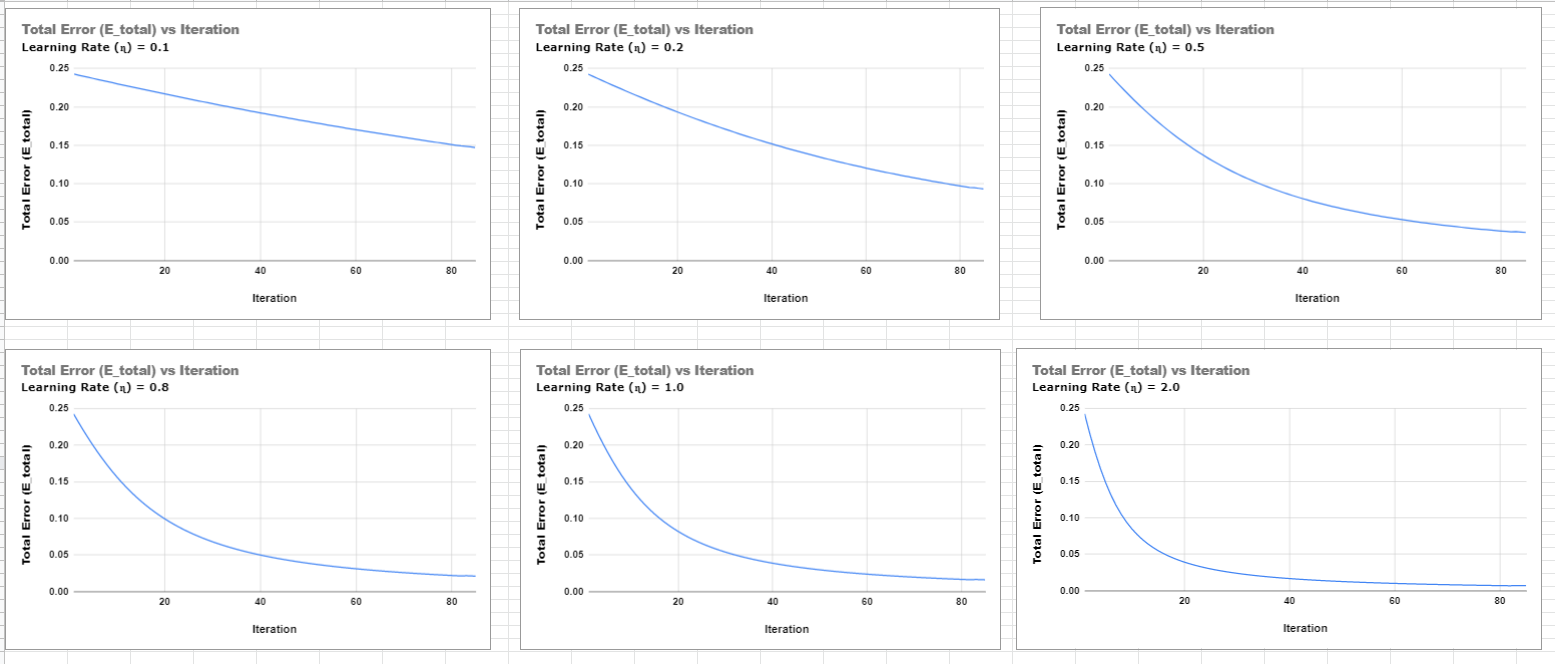 Total Error (E_total) vs Iteration
Learning Rate (η) = 0.1
0.25
0.20
0.15
0.10
0.05
0.00
Total Error (E_total)
20 40 60 80
Iteration
Total Error (E_total) vs Iteration
Learning Rate (η) = 0.2
0.25
0.20
0.15
0.10
0.05
0.00
Total Error (E_total)
20 40 60 80
Iteration
Total Error (E_total) vs Iteration
Learning Rate (η) = 0.5
0.25
0.20
0.15
0.10
0.05
0.00
Total Error (E_total)
20 40 60 80
Iteration
Total Error (E_total) vs Iteration
Learning Rate (η) = 0.8
0.25
0.20
0.15
0.10
0.05
0.00
Total Error (E_total)
20 40 60 80
Iteration
Total Error (E_total) vs Iteration
Learning Rate (η) = 1.0
0.25
0.20
0.15
0.10
0.05
0.00
Total Error (E_total)
20 40 60 80
Iteration
Total Error (E_total) vs Iteration
Learning Rate (η) = 2.0
0.25
0.20
0.15
0.10
0.05
0.00
Total Error (E_total)
20 40 60 80
Iteration